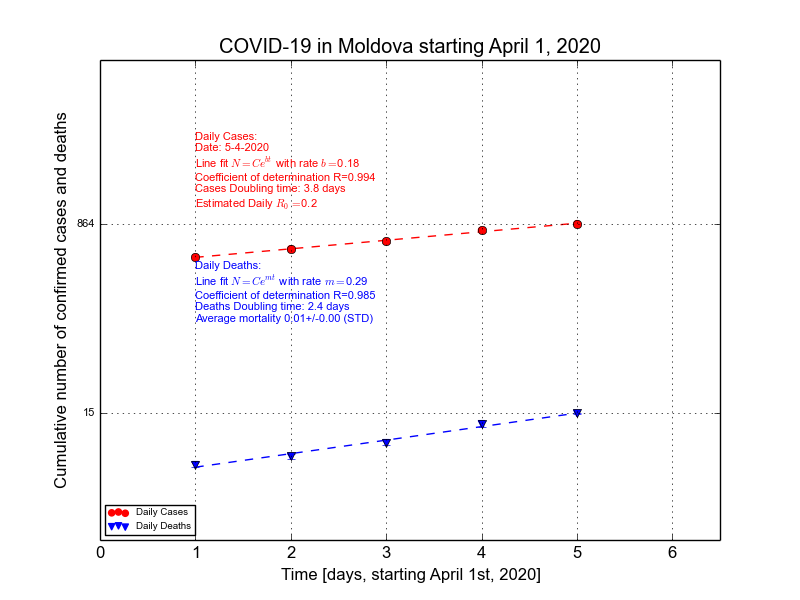 COVID-19 in Moldova starting April 1, 2020
Cumulative number of confirmed cases and deaths
Daily Cases:
Date: 5-4-2020
Line fit N=Ce^{bt} with rate b=0.18
Coefficient of determination R=0.994
Cases Doubling time: 3.8 days
Estimated Daily R_0=0.2
864
Daily Deaths:
Line fit N=Ce^{mt} with rate m=0.29
Coefficient of determination R=0.985
Deaths Doubling time: 2.4 days
Average mortality 0.01+/-0.00 (STD)
15
Daily Cases
Daily Deaths
0 1 2 3 4 5 6
Time [days, starting April 1st, 2020]